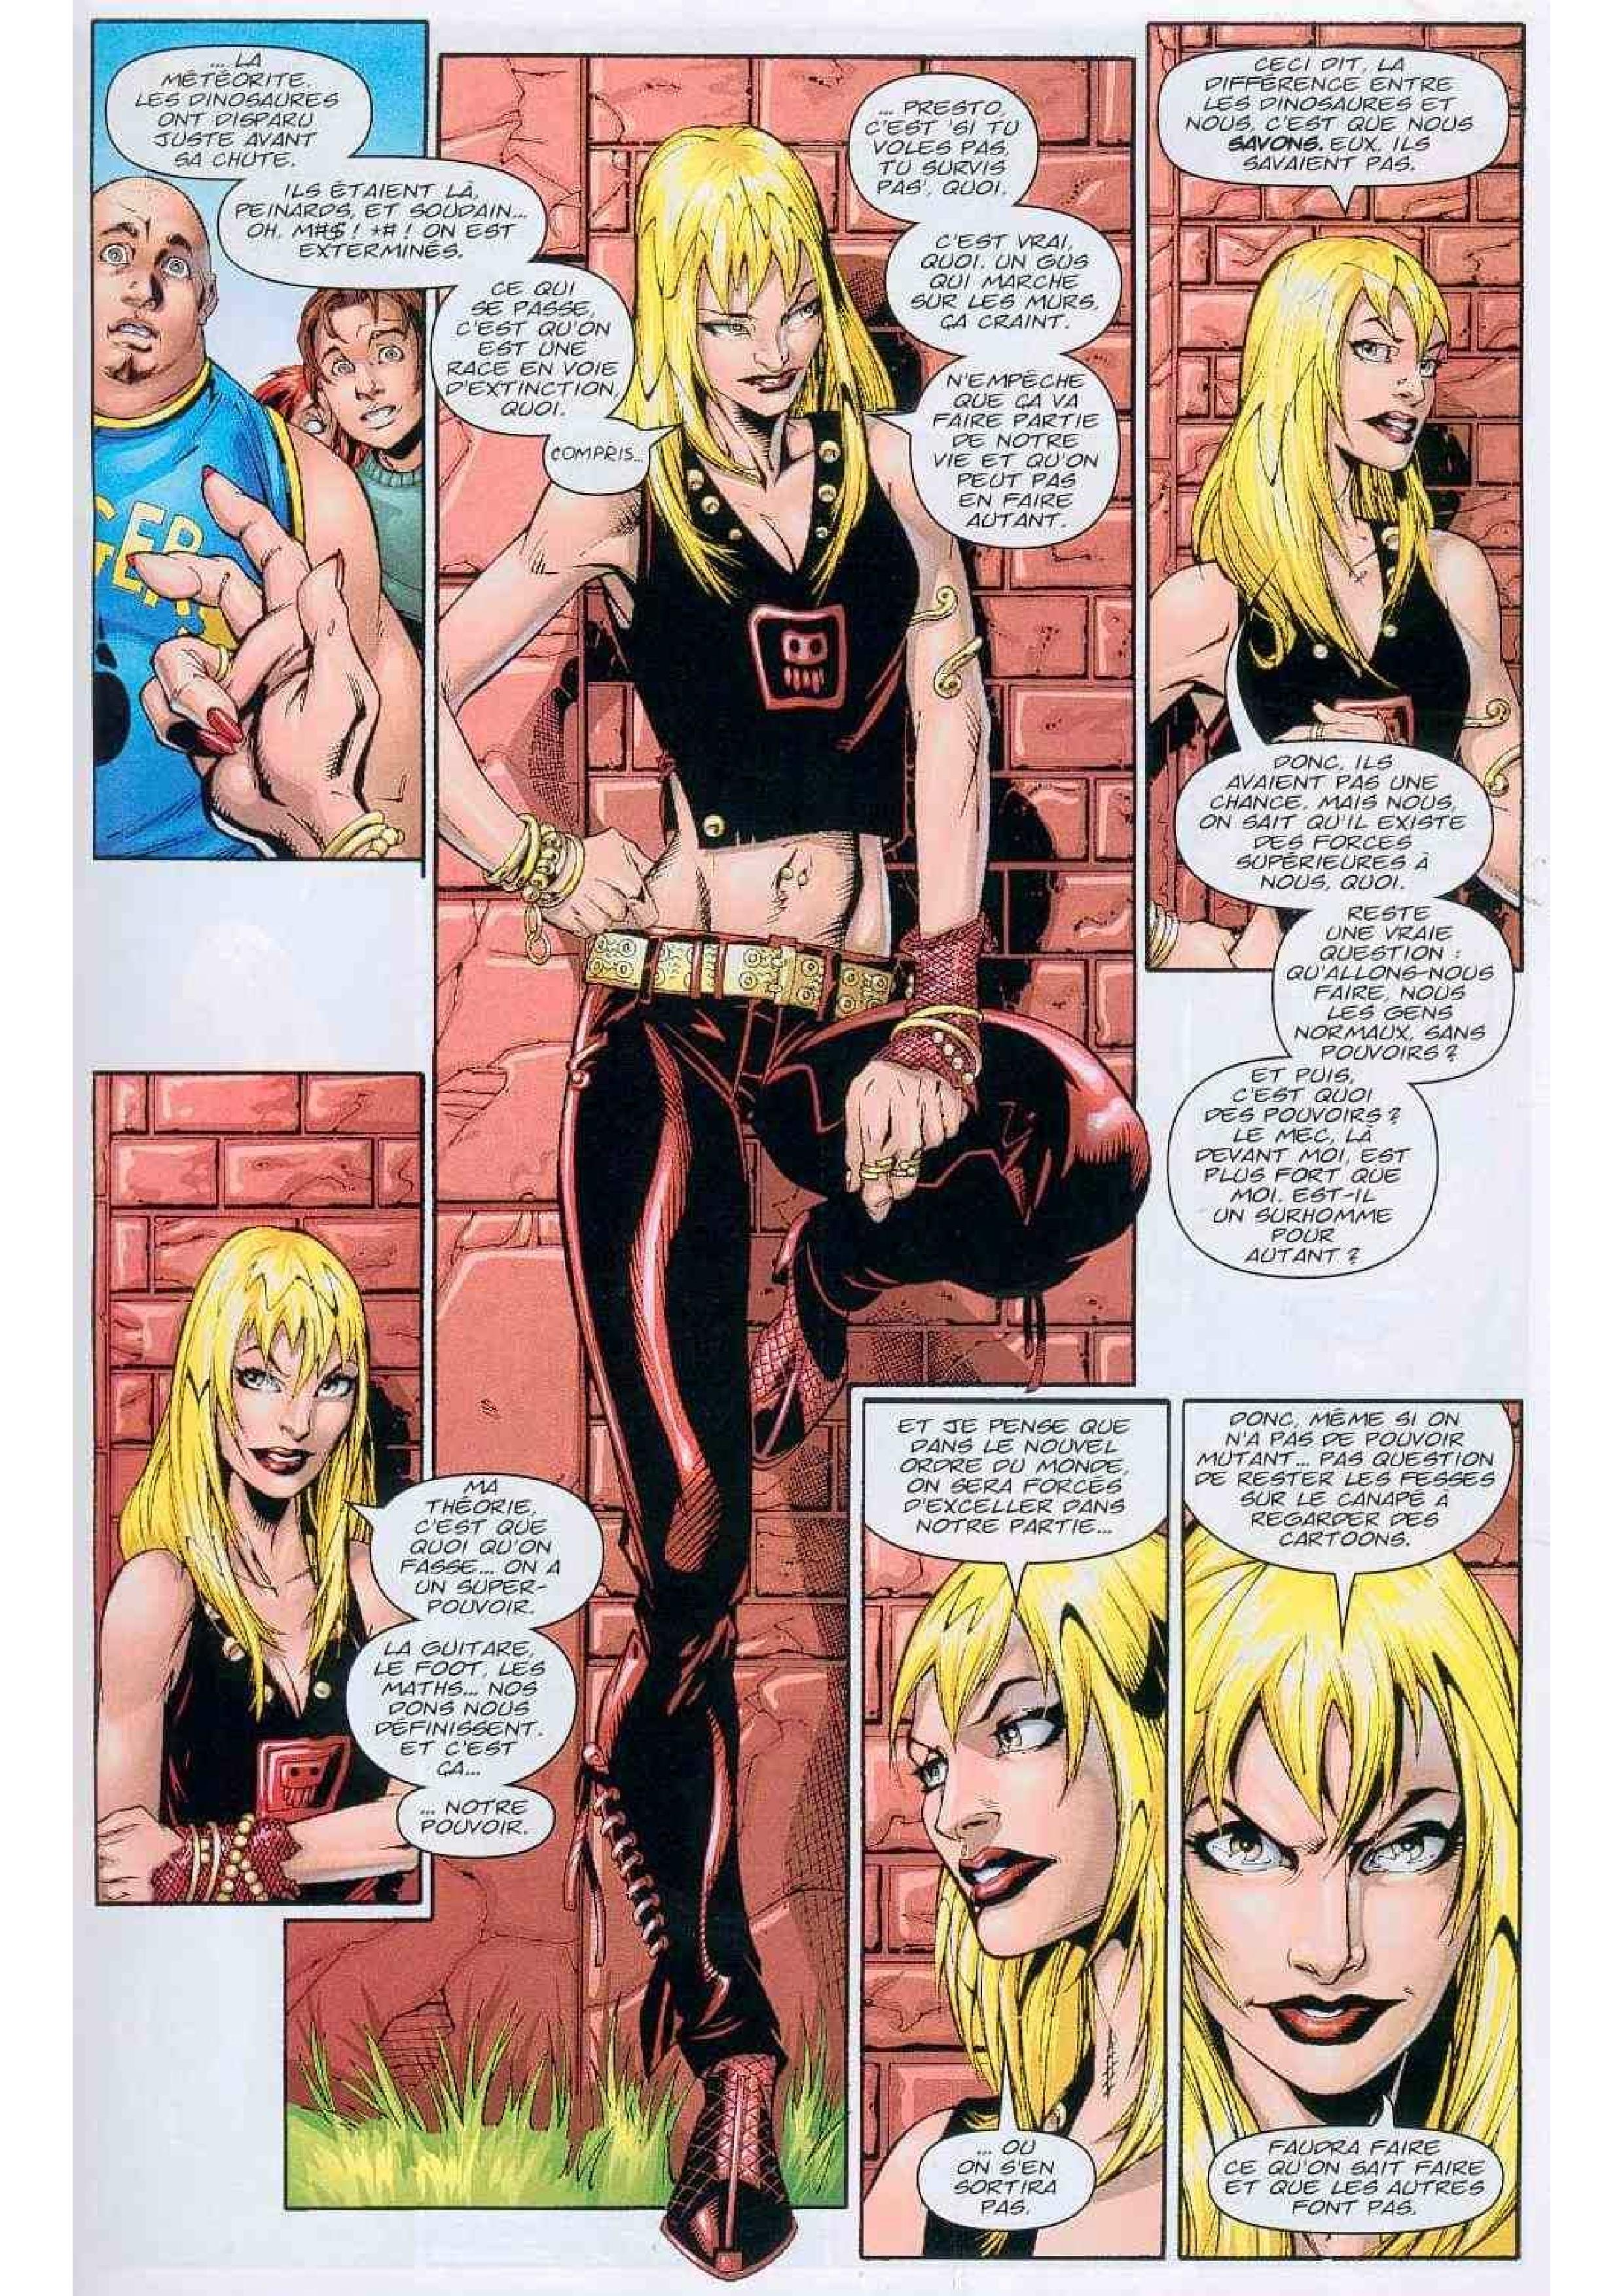 ... LA
MÉTÉORITE.
LES DINOSAURES
ONT DISPARU
JUSTE AVANT
SA CHUTE.
ILS ÉTAIENT LÀ,
PEINARDS, ET SOUDAIN...
OH, M#$ ! +# ! ON EST
EXTERMINÉS.
CE QUI
SE PASSE,
C'EST QU'ON
EST UNE
RACE EN VOIE
D'EXTINCTION,
QUOI.
COMPRIS...
... PRESTO,
C'EST 'SI TU
VOLES PAS,
TU SURVIS
PAS', QUOI.
C'EST VRAI,
QUOI. UN GUS
QUI MARCHE
SUR LES MURS,
ÇA CRAINT.
N'EMPÊCHE
QUE ÇA VA
FAIRE PARTIE
DE NOTRE
VIE ET QU'ON
PEUT PAS
EN FAIRE
AUTANT.
CECI DIT, LA
DIFFÉRENCE ENTRE
LES DINOSAURES ET
NOUS, C'EST QUE NOUS
SAVONS. EUX, ILS
SAVAIENT PAS.
DONC, ILS
AVAIENT PAS UNE
CHANCE. MAIS NOUS,
ON SAIT QU'IL EXISTE
DES FORCES
SUPÉRIEURES À
NOUS, QUOI.
RESTE
UNE VRAIE
QUESTION :
QU'ALLONS-NOUS
FAIRE, NOUS
LES GENS
NORMAUX, SANS
POUVOIRS ?
ET PUIS,
C'EST QUOI
DES POUVOIRS ?
LE MEC, LÀ
DEVANT MOI, EST
PLUS FORT QUE
MOI. EST-IL
UN SURHOMME
POUR
AUTANT ?
MA
THÉORIE,
C'EST QUE
QUOI QU'ON
FASSE... ON A
UN SUPER-
POUVOIR.
LA GUITARE,
LE FOOT, LES
MATHS... NOS
DONS NOUS
DÉFINISSENT.
ET C'EST
ÇA...
... NOTRE
POUVOIR.
ET JE PENSE QUE
DANS LE NOUVEL
ORDRE DU MONDE,
ON SERA FORCÉS
D'EXCELLER DANS
NOTRE PARTIE...
... OU
ON S'EN
SORTIRA
PAS.
DONC, MÊME SI ON
N'A PAS DE POUVOIR
MUTANT... PAS QUESTION
DE RESTER LES FESSES
SUR LE CANAPÉ À
REGARDER DES
CARTOONS.
FAUDRA FAIRE
CE QU'ON SAIT FAIRE
ET QUE LES AUTRES
FONT PAS.